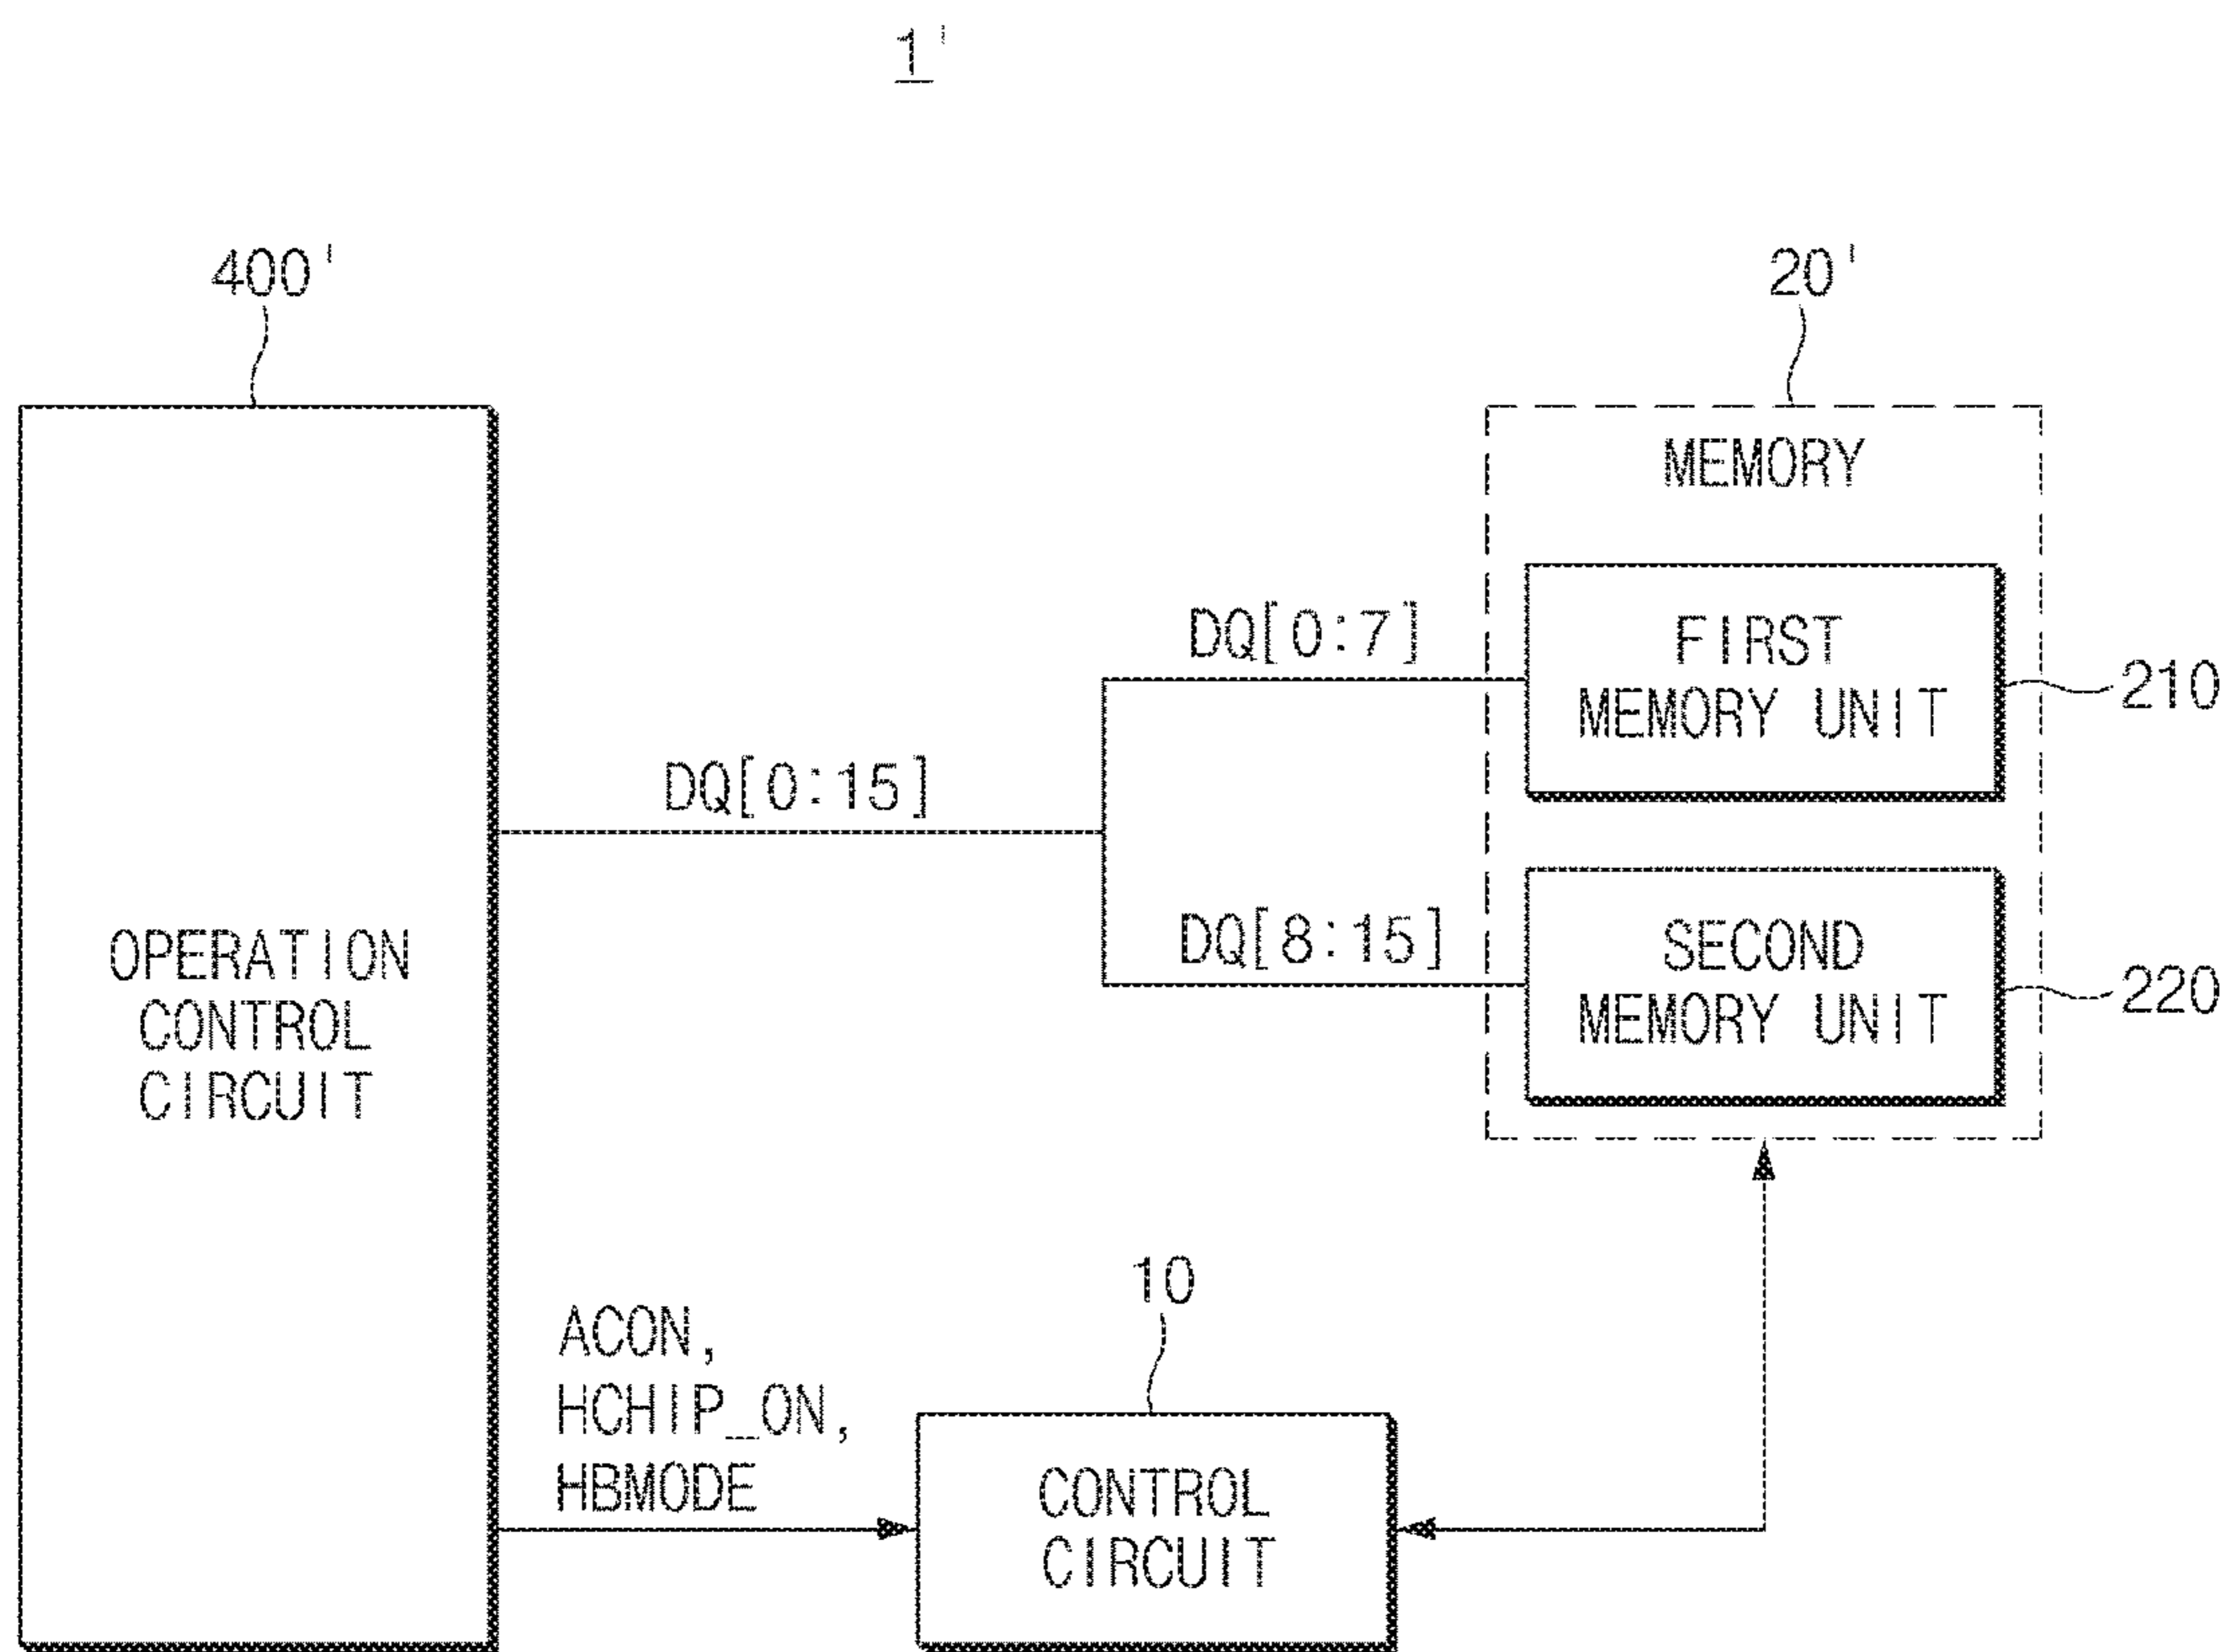 1'
400'
20'
MEMORY
DQ[0:7]
FIRST
MEMORY UNIT
210
DQ[0:15]
DQ[8:15]
SECOND
MEMORY UNIT
220
OPERATION
CONTROL
CIRCUIT
ACON,
HCHIP_ON,
HBMODE
10
CONTROL
CIRCUIT